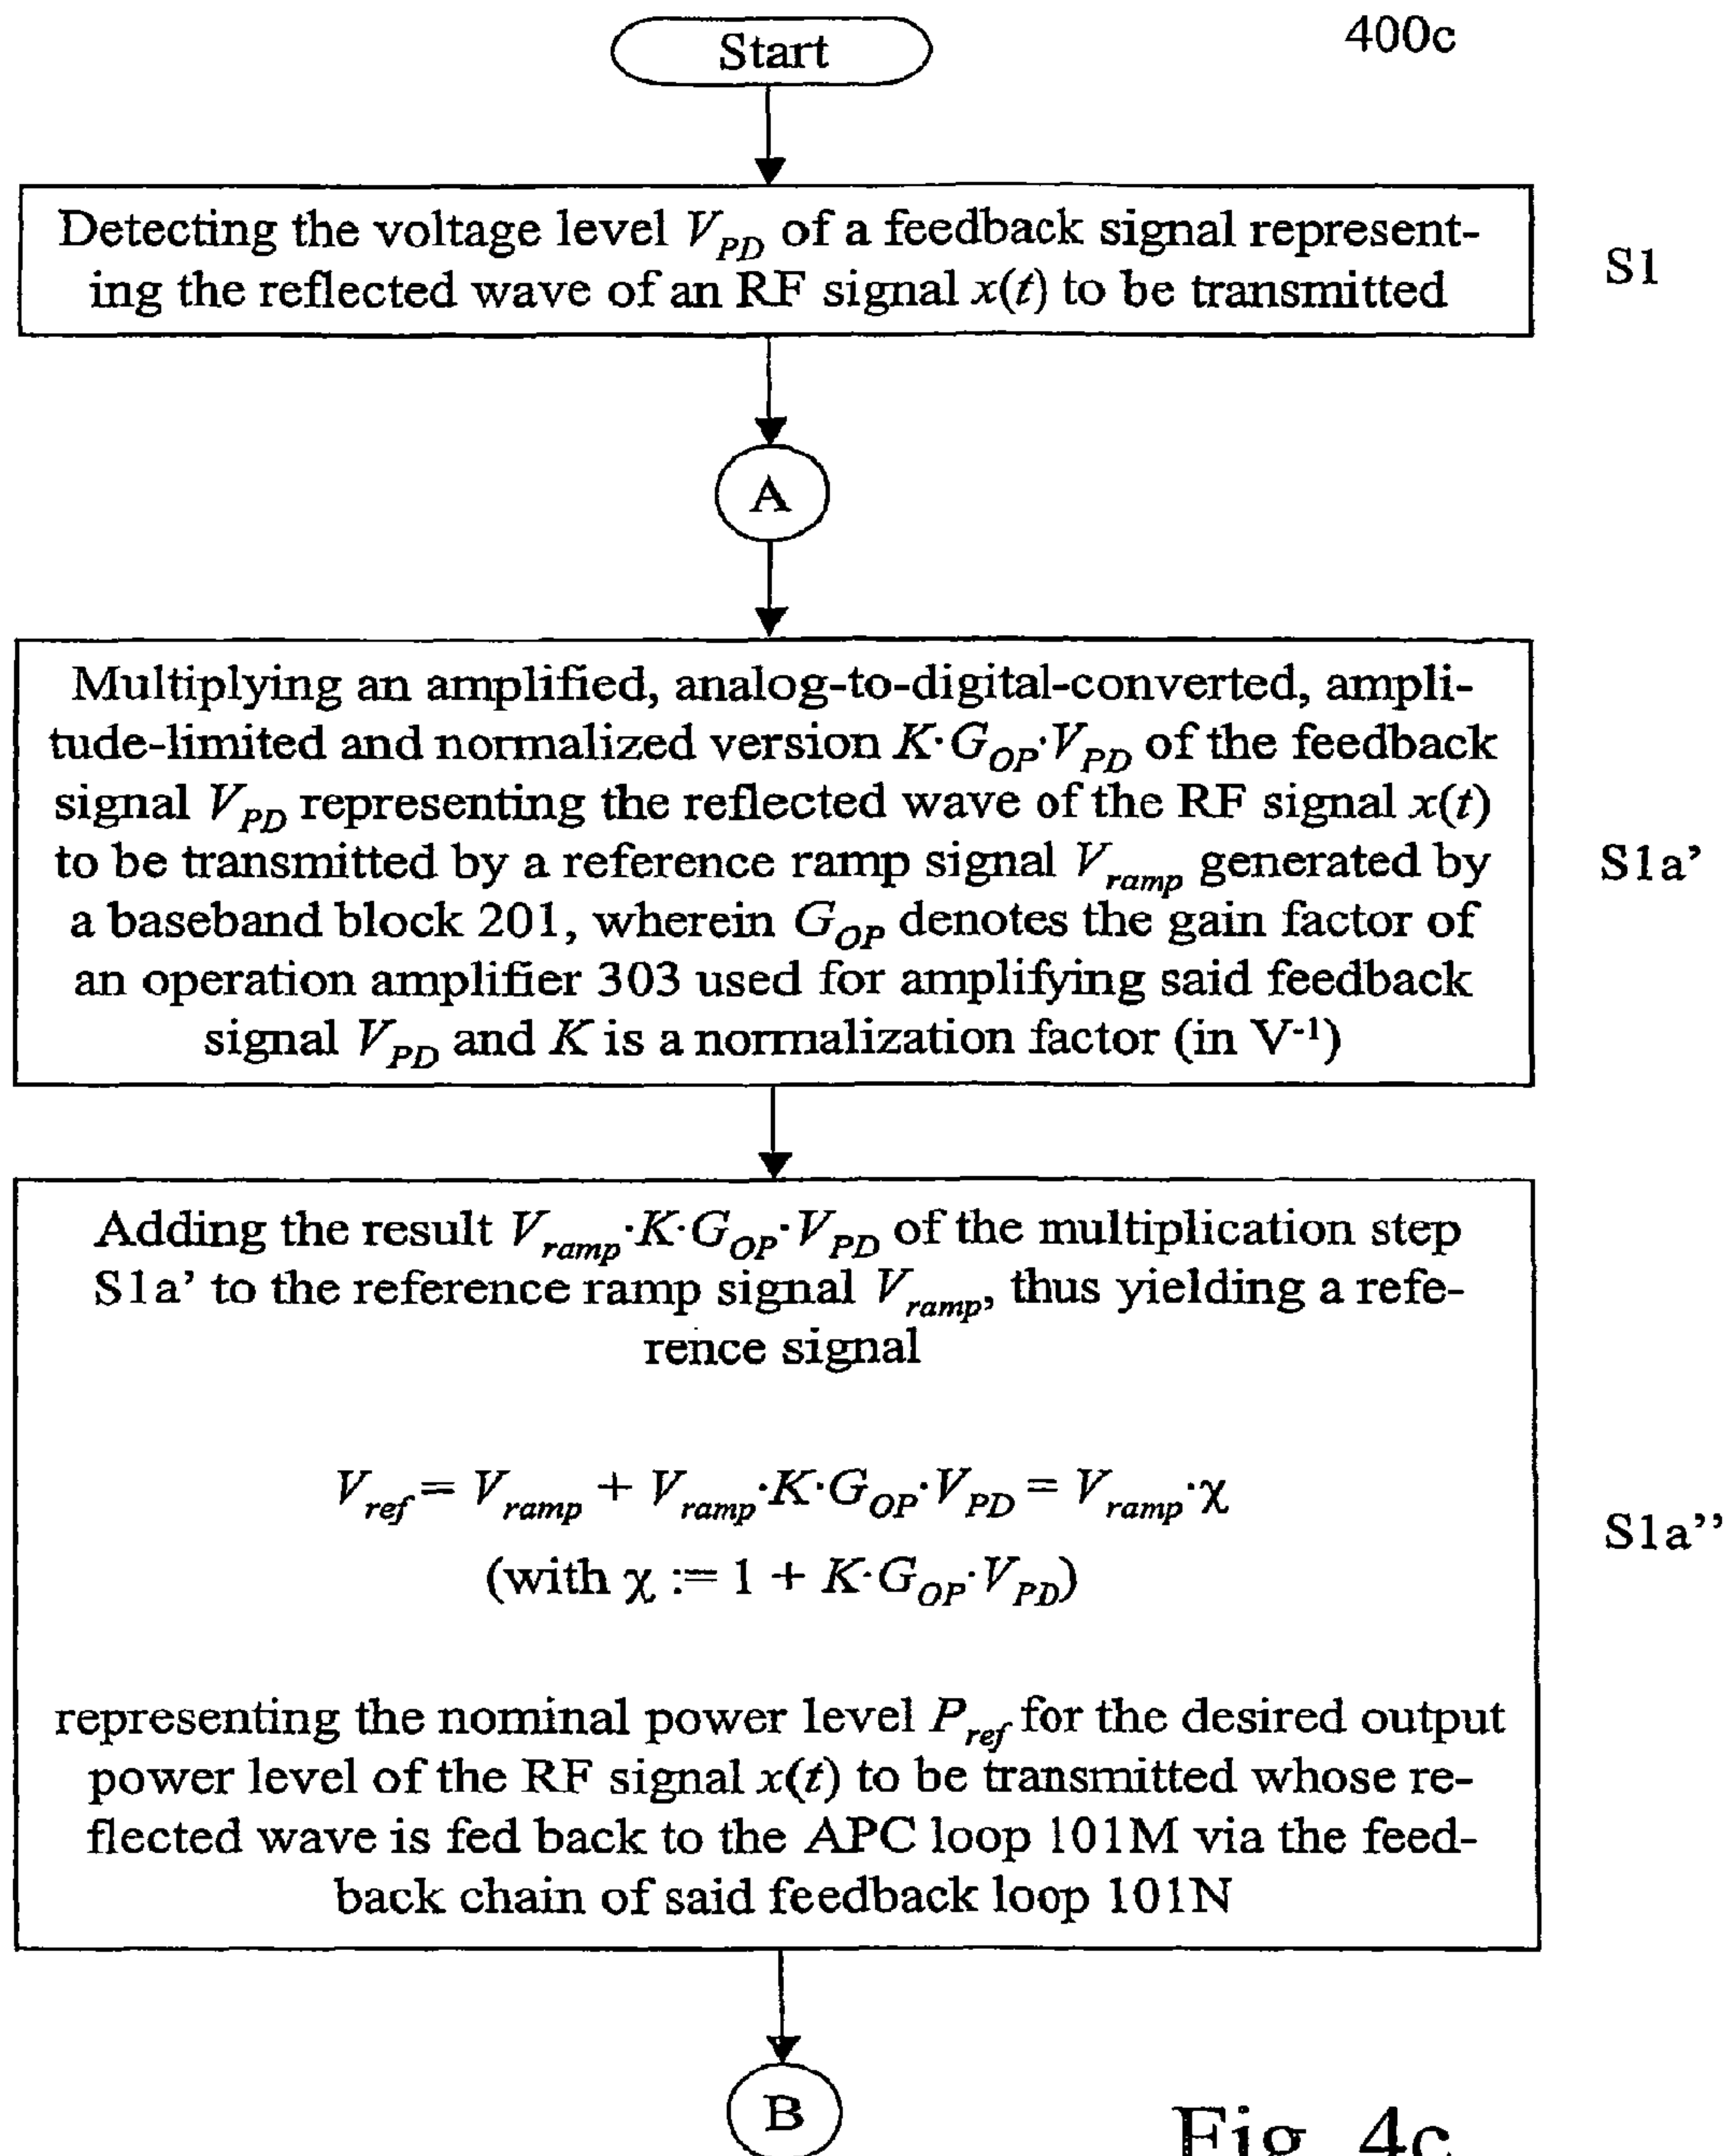 400c
Start
Detecting the voltage level V_PD of a feedback signal represent-
ing the reflected wave of an RF signal x(t) to be transmitted
S1
A
Multiplying an amplified, analog-to-digital-converted, ampli-
tude-limited and normalized version K·G_OP·V_PD of the feedback
signal V_PD representing the reflected wave of the RF signal x(t)
to be transmitted by a reference ramp signal V_ramp generated by
a baseband block 201, wherein G_OP denotes the gain factor of
an operation amplifier 303 used for amplifying said feedback
signal V_PD and K is a normalization factor (in V⁻¹)
S1a’
Adding the result V_ramp·K·G_OP·V_PD of the multiplication step
S1a’ to the reference ramp signal V_ramp, thus yielding a refe-
rence signal
V_ref = V_ramp + V_ramp·K·G_OP·V_PD = V_ramp·χ
(with χ := 1 + K·G_OP·V_PD)
representing the nominal power level P_ref for the desired output
power level of the RF signal x(t) to be transmitted whose re-
flected wave is fed back to the APC loop 101M via the feed-
back chain of said feedback loop 101N
S1a’’
B
Fig. 4c